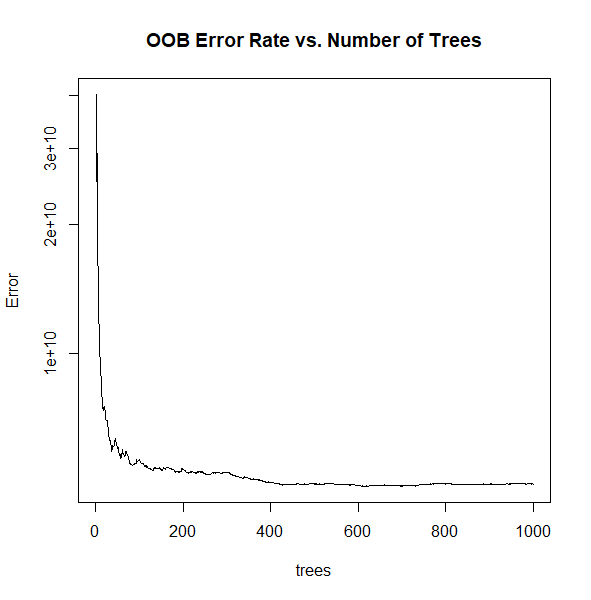 OOB Error Rate vs. Number of Trees
3e+10
2e+10
1e+10
Error
0 200 400 600 800 1000
trees